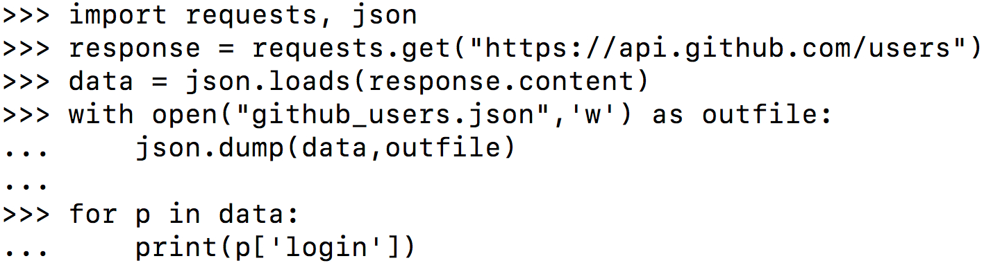 >>> import requests, json
>>> response = requests.get("https://api.github.com/users")
>>> data = json.loads(response.content)
>>> with open("github_users.json",'w') as outfile:
...     json.dump(data,outfile)
...
>>> for p in data:
...     print(p['login'])